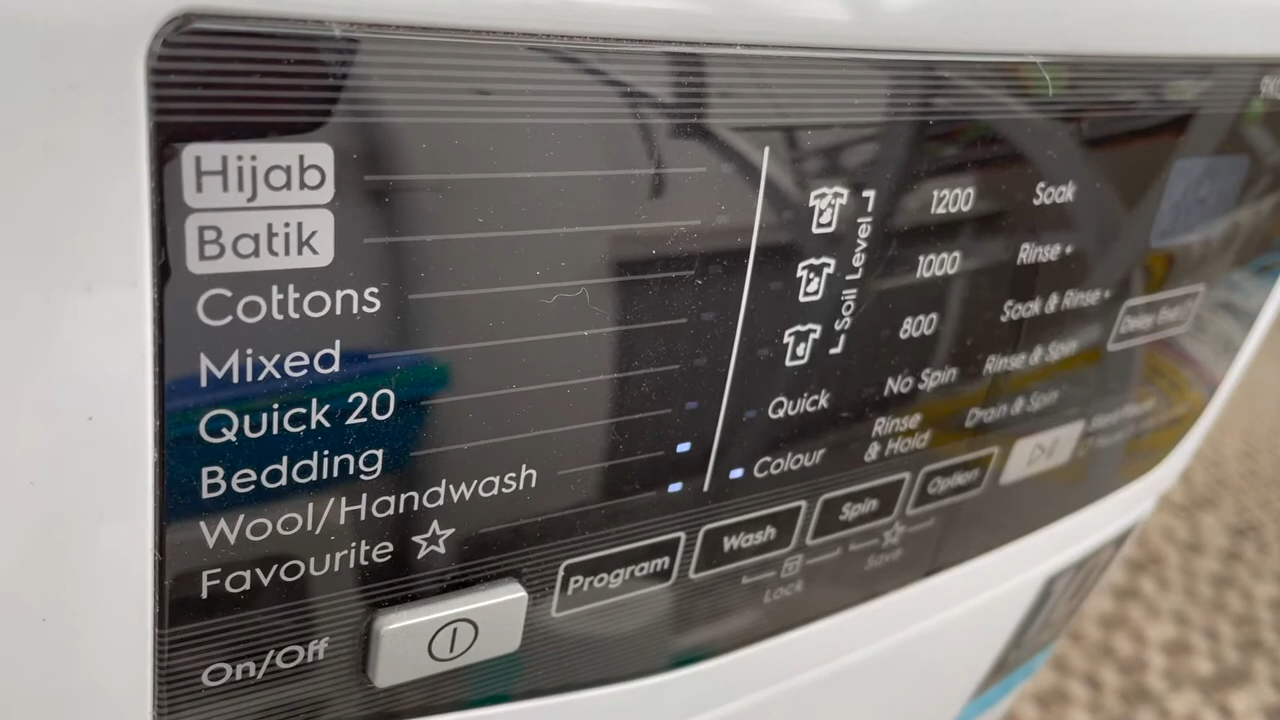 Hijab
Batik
Cottons
Mixed
Quick 20
Bedding
Wool/Handwash
Favourite
On/Off
Soil Level
Quick
Colour
1200
1000
800
No Spin
Rinse
& Hold
Soak
Rinse +
Soak & Rinse +
Rinse & Spin
Drain & Spin
Delay End
Program
Wash
Spin
Option
Lock
Save